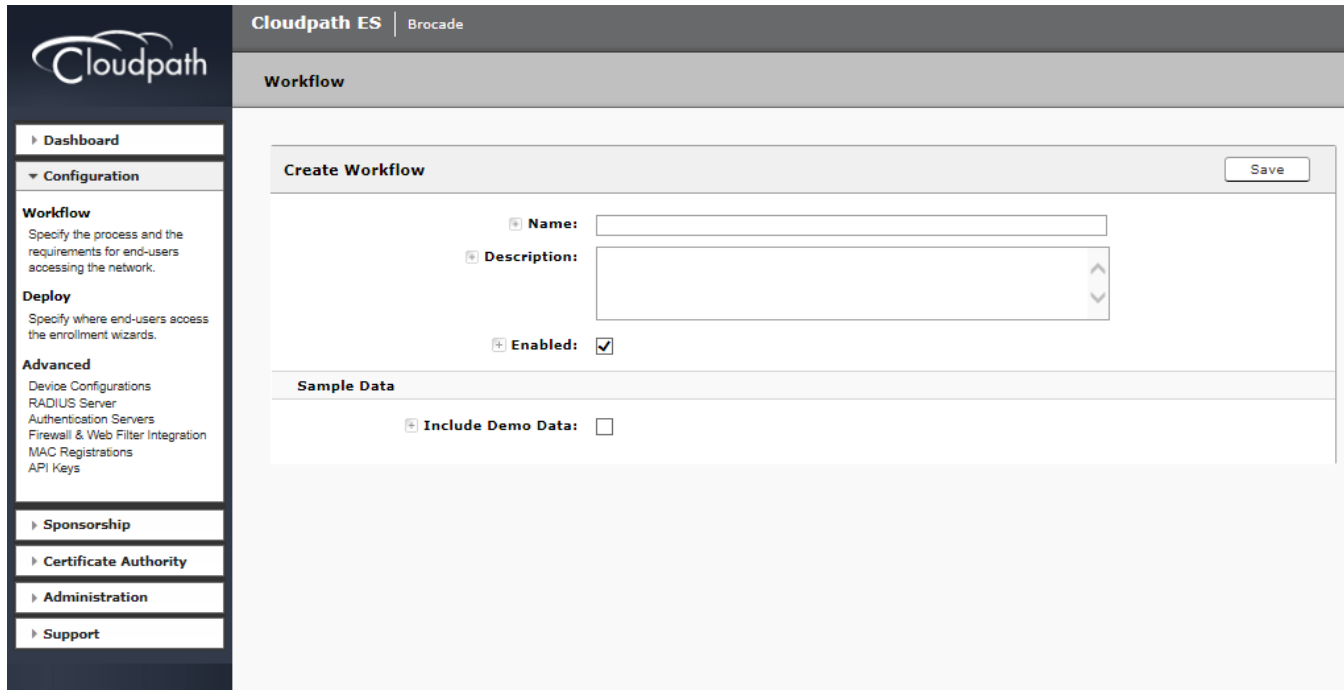 Cloudpath
Cloudpath ES | Brocade
Workflow
Dashboard
Configuration
Workflow
Specify the process and the
requirements for end-users
accessing the network.
Deploy
Specify where end-users access
the enrollment wizards.
Advanced
Device Configurations
RADIUS Server
Authentication Servers
Firewall & Web Filter Integration
MAC Registrations
API Keys
Sponsorship
Certificate Authority
Administration
Support
Create Workflow
Save
Name:
Description:
Enabled:
Sample Data
Include Demo Data: